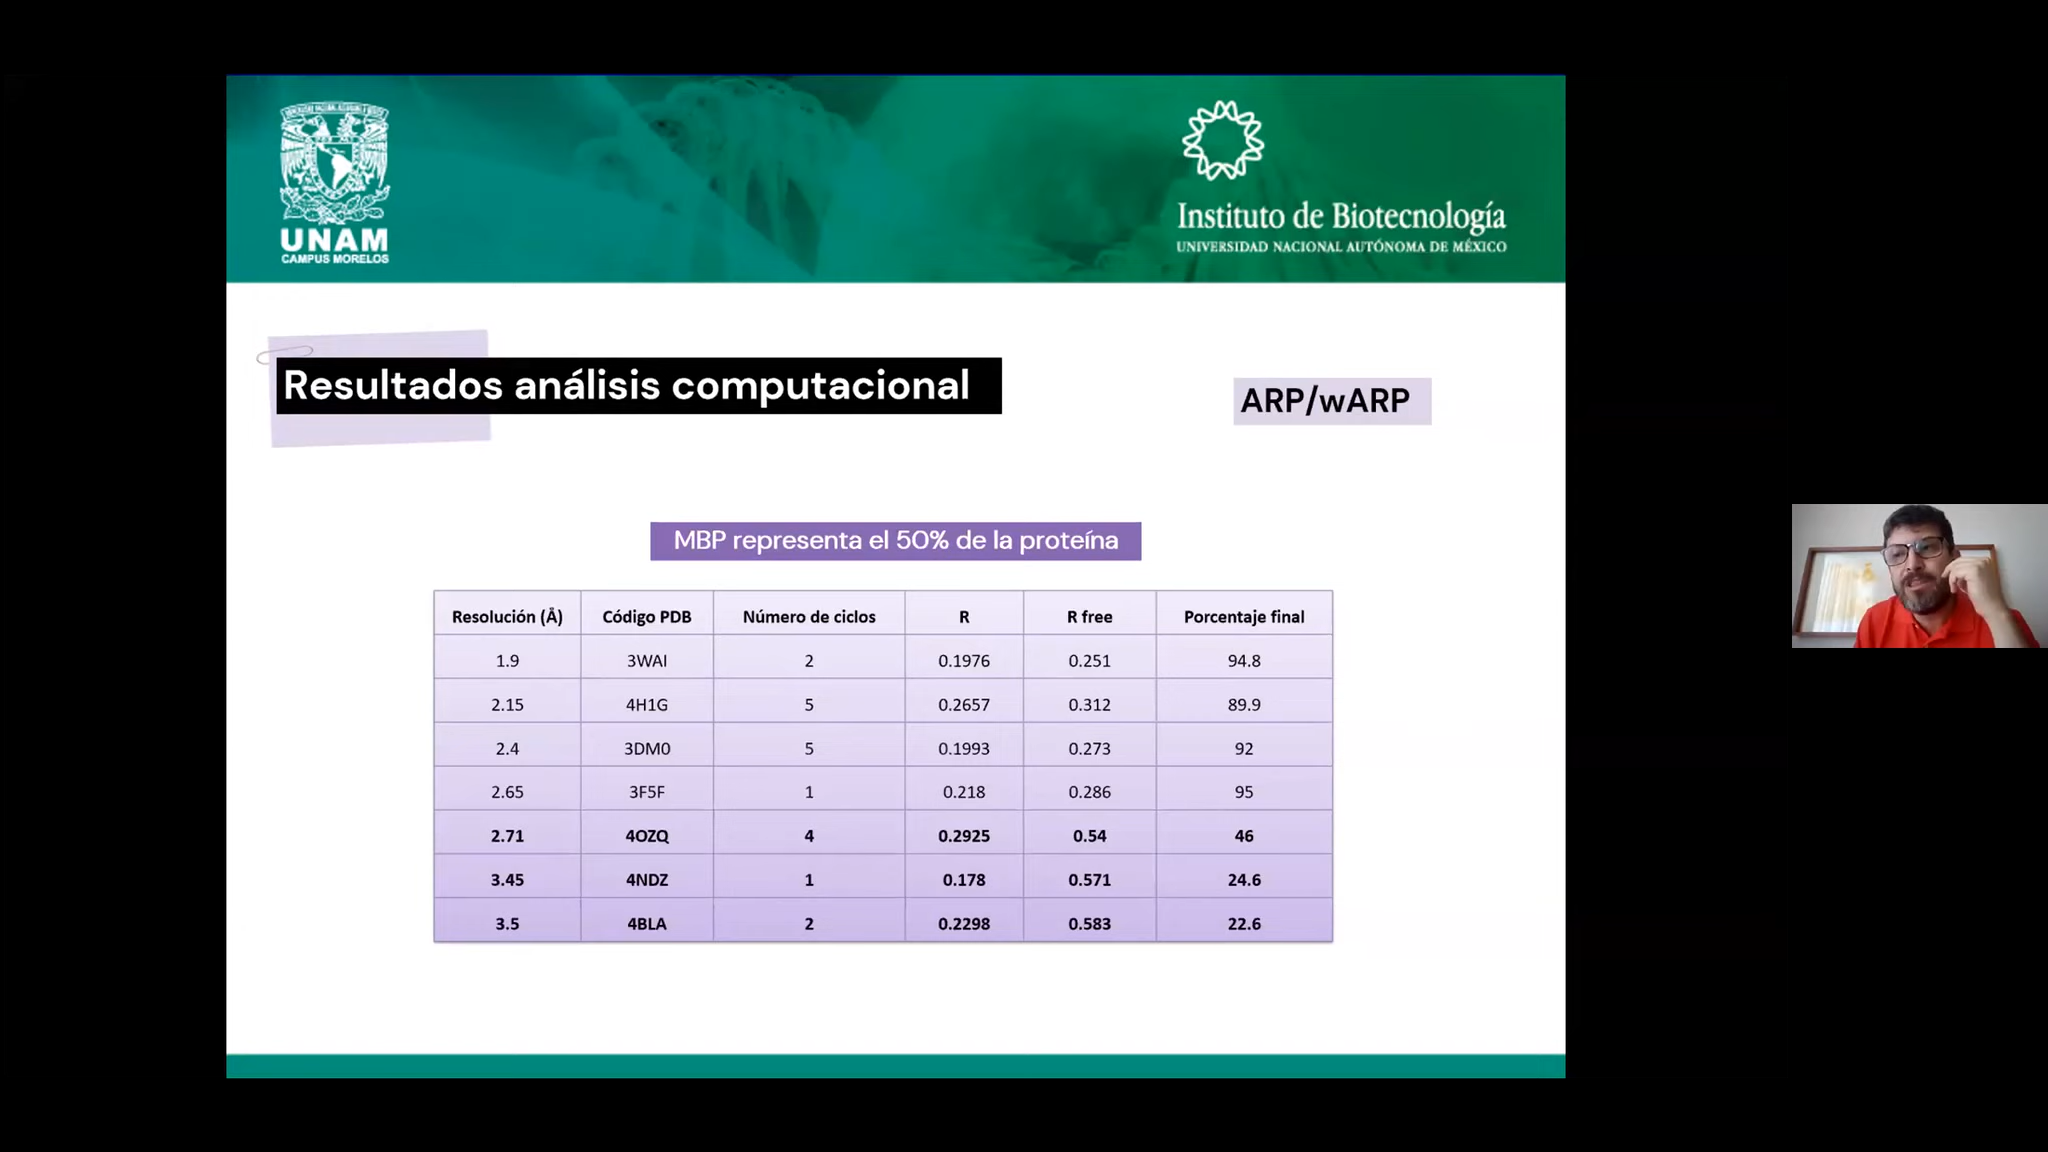 UNAM
CAMPUS MORELOS
Instituto de Biotecnología
UNIVERSIDAD NACIONAL AUTÓNOMA DE MÉXICO
Resultados análisis computacional
ARP/wARP
MBP representa el 50% de la proteína
Resolución (Å) Código PDB Número de ciclos R R free Porcentaje final
1.9 3WAI 2 0.1976 0.251 94.8
2.15 4H1G 5 0.2657 0.312 89.9
2.4 3DM0 5 0.1993 0.273 92
2.65 3F5F 1 0.218 0.286 95
2.71 4OZQ 4 0.2925 0.54 46
3.45 4NDZ 1 0.178 0.571 24.6
3.5 4BLA 2 0.2298 0.583 22.6